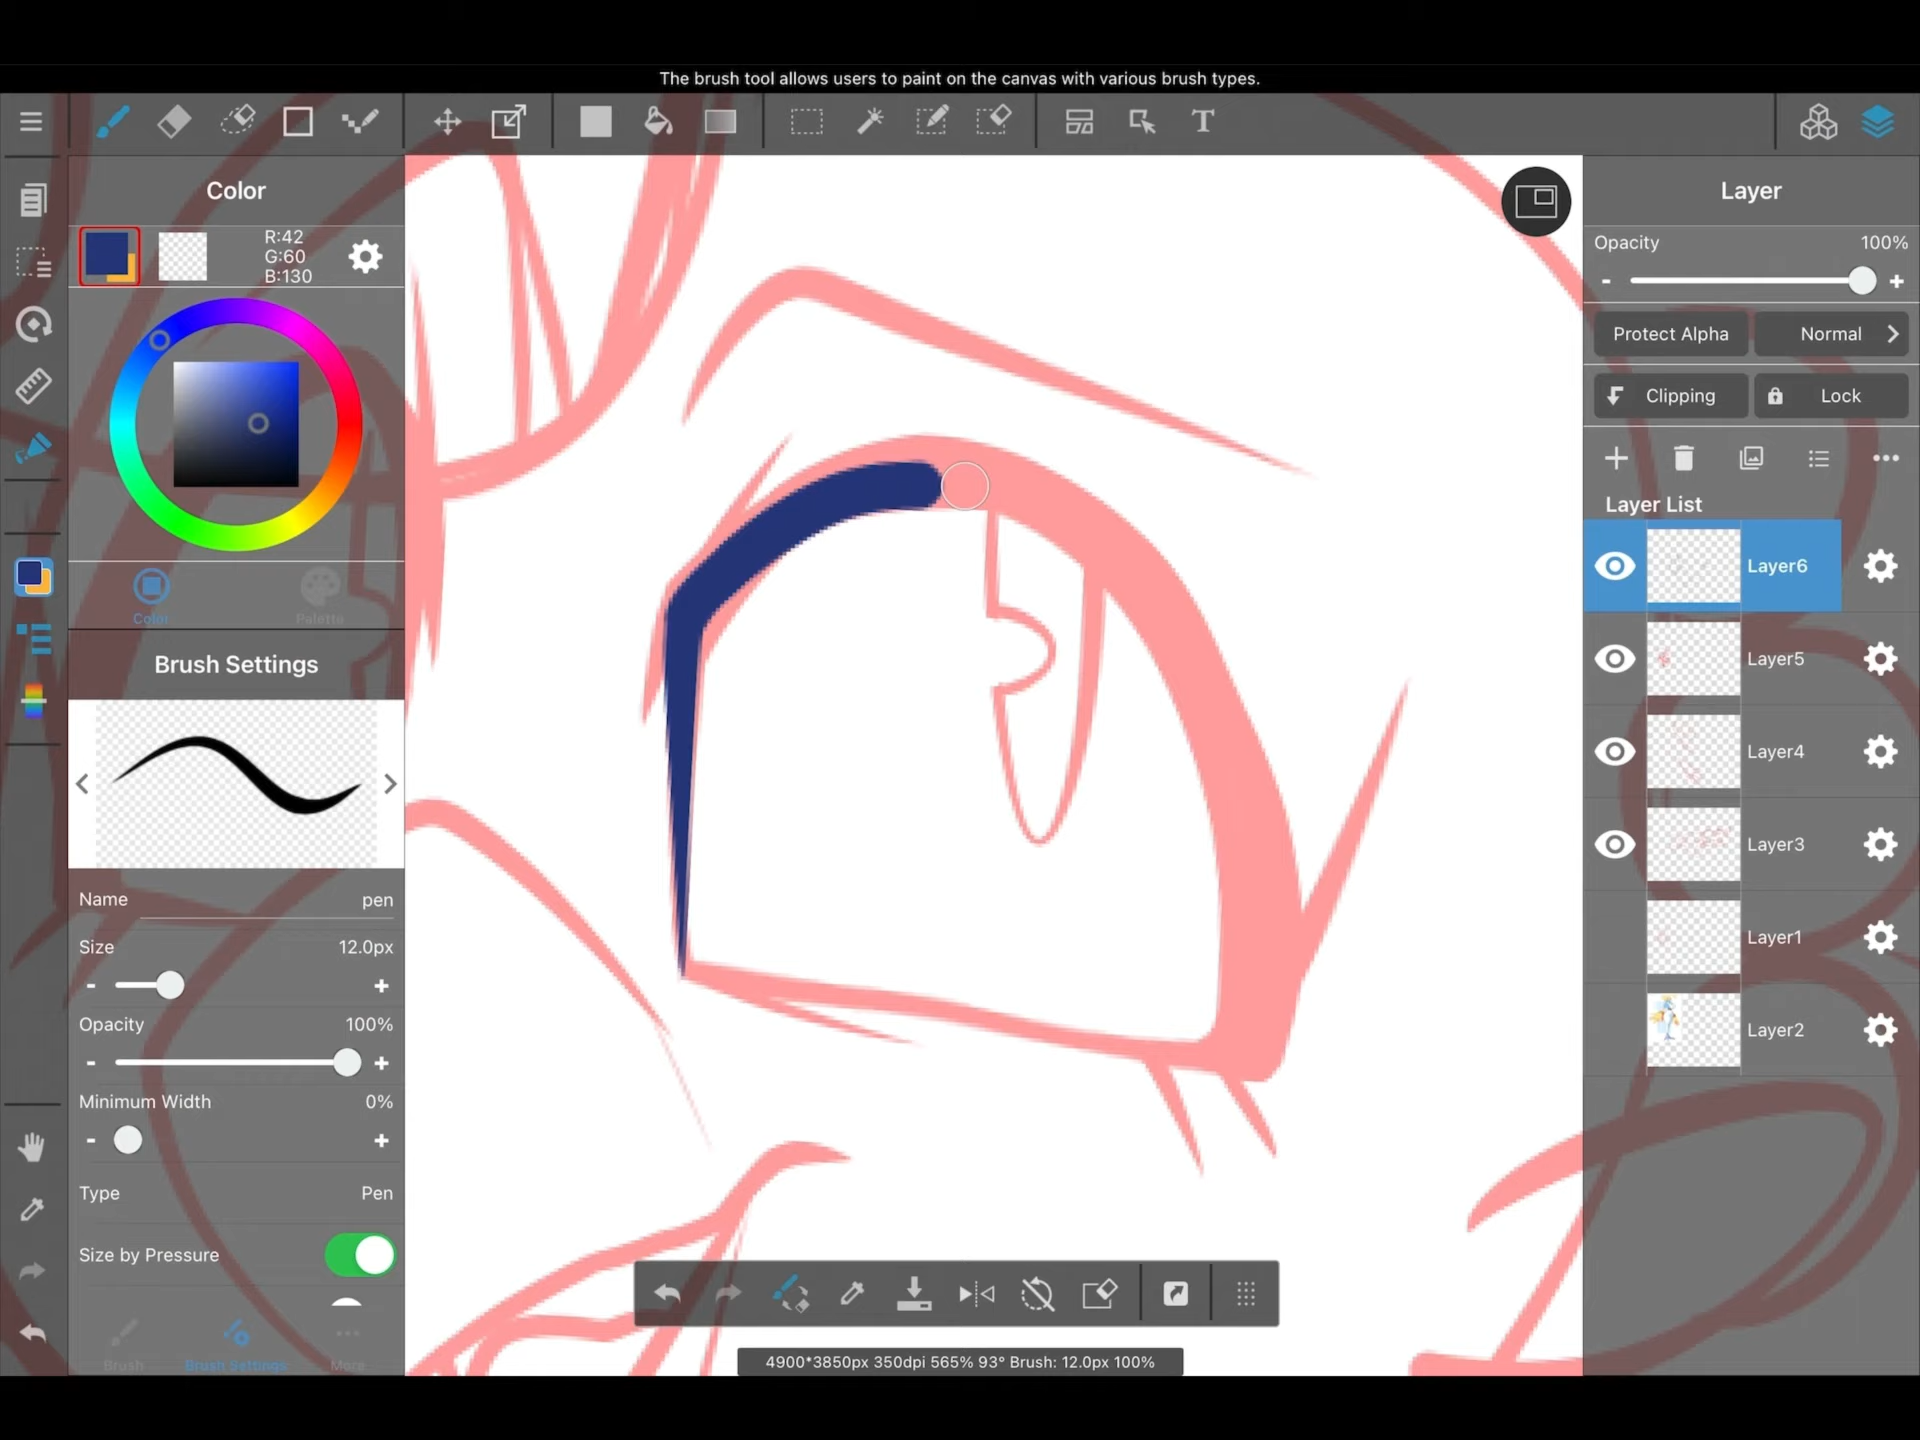 The brush tool allows users to paint on the canvas with various brush types.
T
Color
R:42
G:60
B:130
Color
Palette
Brush Settings
Name pen
Size 12.0px
- +
Opacity 100%
- +
Minimum Width 0%
- +
Type Pen
Size by Pressure
Brush Brush Settings More
4900*3850px 350dpi 565% 93° Brush: 12.0px 100%
Layer
Opacity 100%
- +
Protect Alpha Normal
Clipping Lock
Layer List
Layer6
Layer5
Layer4
Layer3
Layer1
Layer2